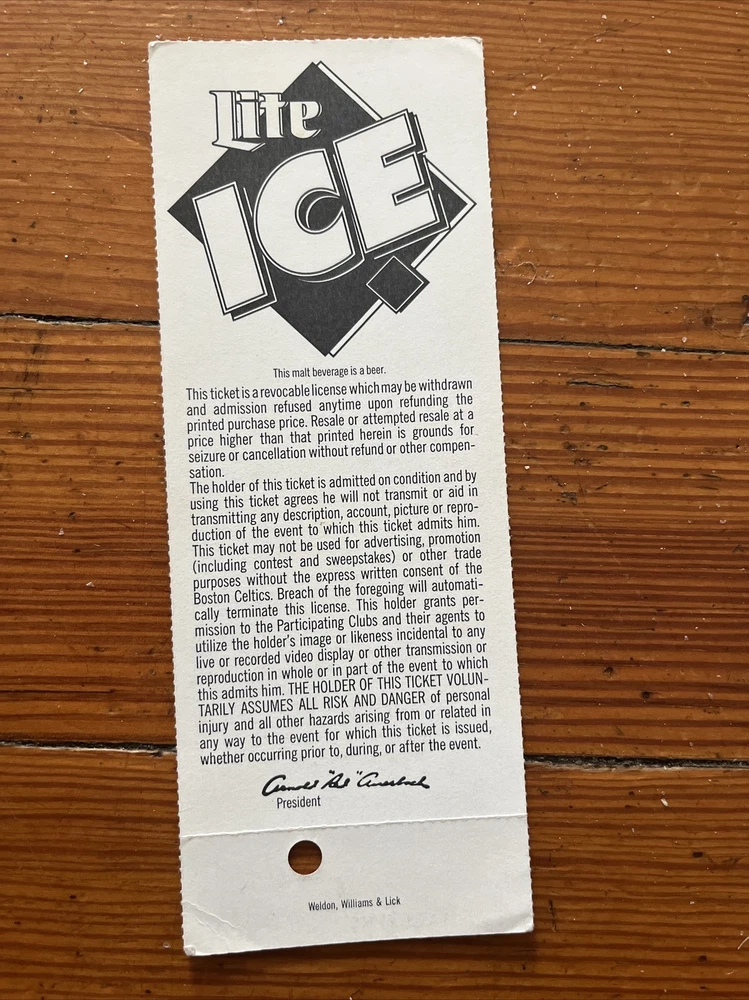 Lite
ICE
This malt beverage is a beer.
This ticket is a revocable license which may be withdrawn
and admission refused anytime upon refunding the
printed purchase price. Resale or attempted resale at a
price higher than that printed herein is grounds for
seizure or cancellation without refund or other compen-
sation.
The holder of this ticket is admitted on condition and by
using this ticket agrees he will not transmit or aid in
transmitting any description, account, picture or repro-
duction of the event to which this ticket admits him.
This ticket may not be used for advertising, promotion
(including contest and sweepstakes) or other trade
purposes without the express written consent of the
Boston Celtics. Breach of the foregoing will automati-
cally terminate this license. This holder grants per-
mission to the Participating Clubs and their agents to
utilize the holder's image or likeness incidental to any
live or recorded video display or other transmission or
reproduction in whole or in part of the event to which
this admits him. THE HOLDER OF THIS TICKET VOLUN-
TARILY ASSUMES ALL RISK AND DANGER of personal
injury and all other hazards arising from or related in
any way to the event for which this ticket is issued,
whether occurring prior to, during, or after the event.
Arnold "Red" Auerbach
President
Weldon, Williams & Lick